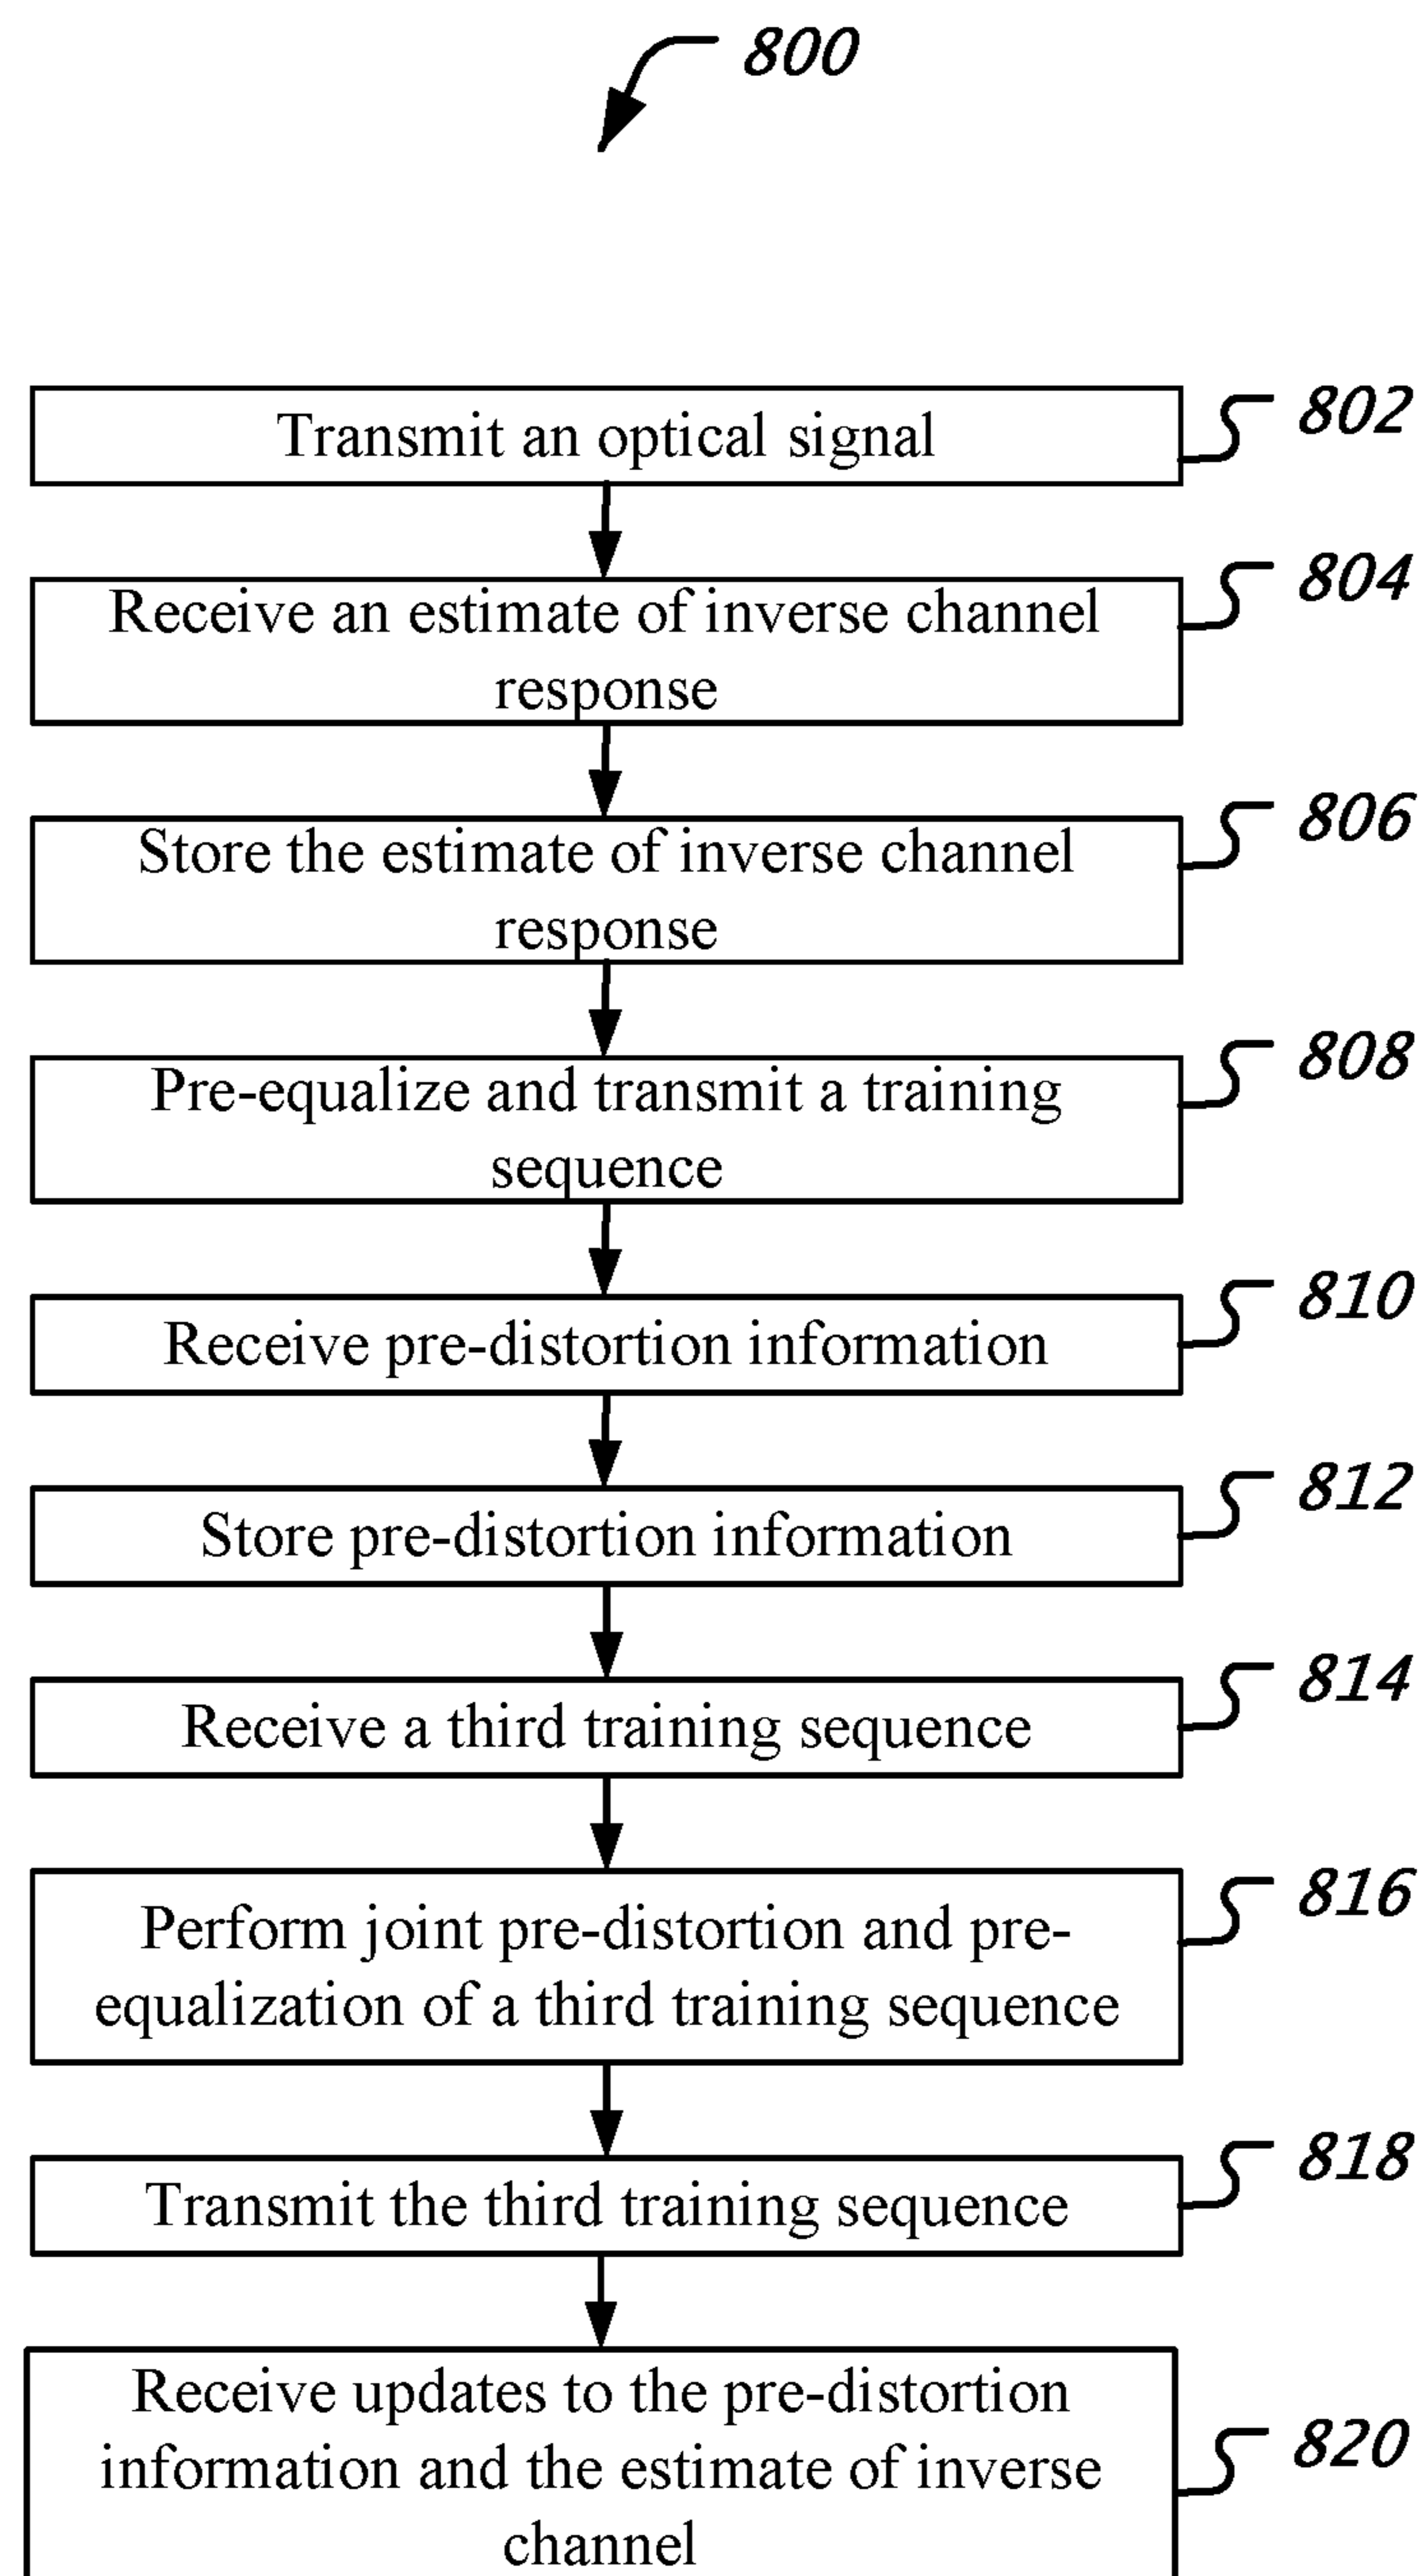 800
Transmit an optical signal
802
Receive an estimate of inverse channel
response
804
Store the estimate of inverse channel
response
806
Pre-equalize and transmit a training
sequence
808
Receive pre-distortion information
810
Store pre-distortion information
812
Receive a third training sequence
814
Perform joint pre-distortion and pre-
equalization of a third training sequence
816
Transmit the third training sequence
818
Receive updates to the pre-distortion
information and the estimate of inverse
channel
820